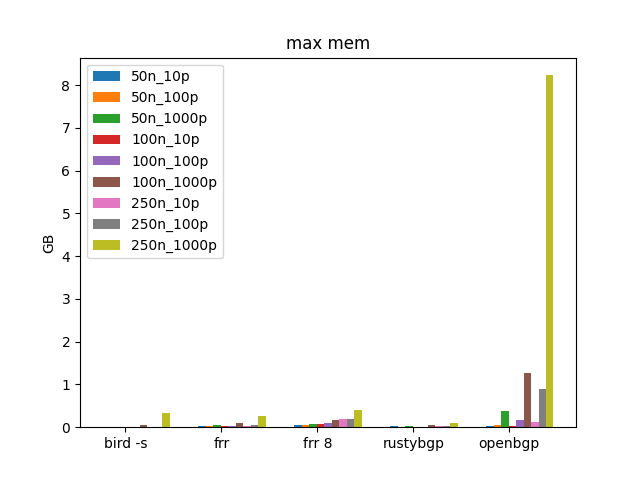 max mem
50n_10p
50n_100p
50n_1000p
100n_10p
100n_100p
100n_1000p
250n_10p
250n_100p
250n_1000p
GB
8
7
6
5
4
3
2
1
0
bird -s
frr
frr 8
rustybgp
openbgp